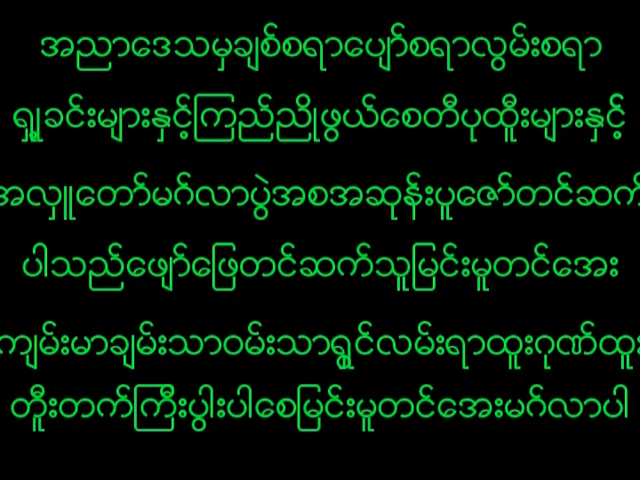 အညာဒေသမှချစ်စရာပျော်စရာလွမ်းစရာ
ရှု့ခင်းများနှင့်ကြည်ညိုဖွယ်စေတီပုထိူးများနှင့်
အလှူတော်မင်္ဂလာပွဲအစအဆုန်းပူဇော်တင်ဆက်
ပါသည်ဖျော်ဖြေတင်ဆက်သူမြင်းမူတင်အေး
ကျမ်းမာချမ်းသာဝမ်းသာရွှင်လမ်းရာထူးဂုဏ်ထူး
တိူးတက်ကြီးပွါးပါစေမြင်းမူတင်အေးမင်္ဂလာပါ